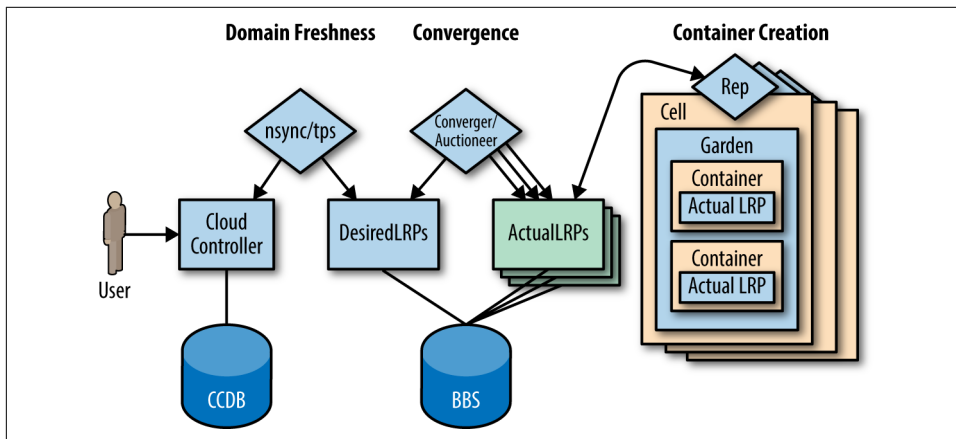 Domain Freshness
Convergence
Container Creation
Rep
Cell
nsync/tps
Converger/
Auctioneer
Garden
Container
Actual LRP
Cloud
Controller
DesiredLRPs
ActualLRPs
Container
Actual LRP
User
CCDB
BBS